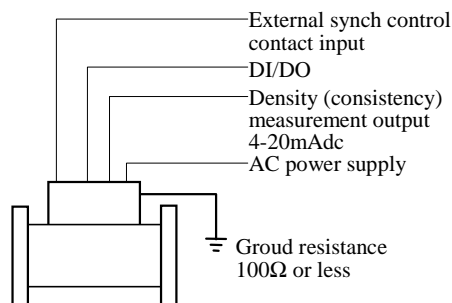 External synch control
contact input
DI/DO
Density (consistency)
measurement output
4-20mAdc
AC power supply
Groud resistance
100Ω or less